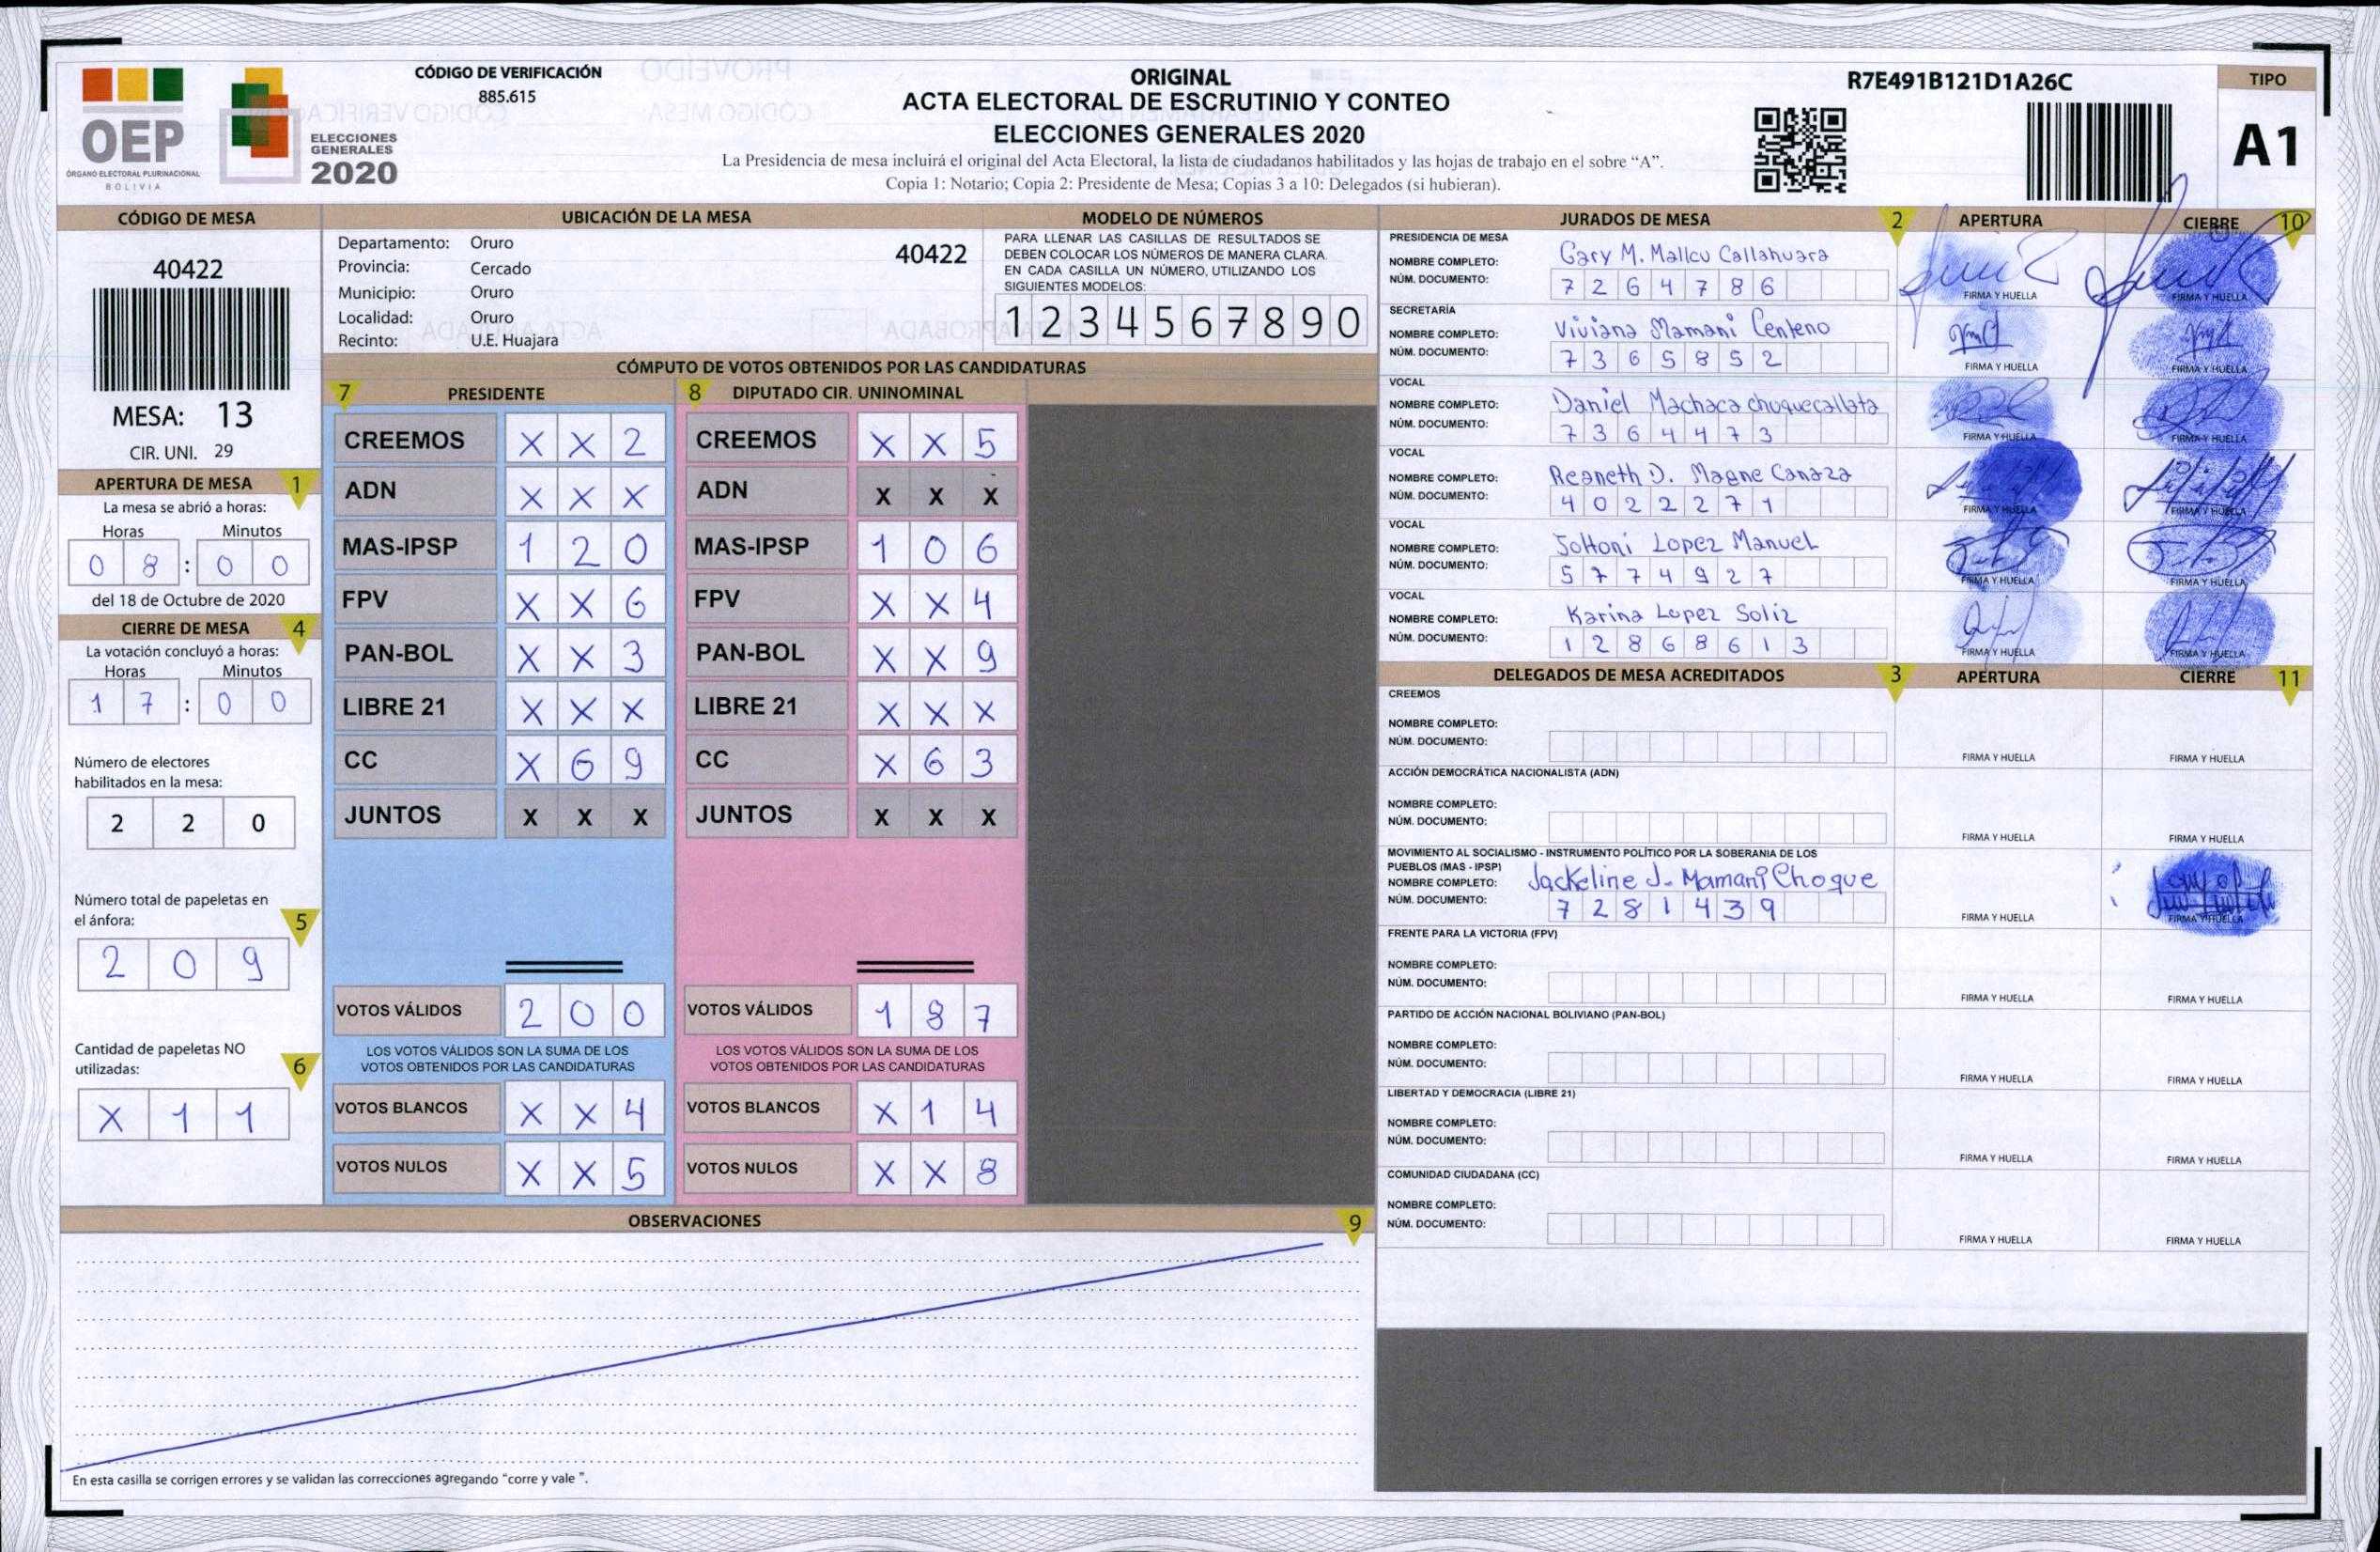 OEP
ÓRGANO ELECTORAL PLURINACIONAL
BOLIVIA
ELECCIONES
GENERALES
2020
CÓDIGO DE VERIFICACIÓN
885.615
ORIGINAL
ACTA ELECTORAL DE ESCRUTINIO Y CONTEO
ELECCIONES GENERALES 2020
La Presidencia de mesa incluirá el original del Acta Electoral, la lista de ciudadanos habilitados y las hojas de trabajo en el sobre “A”.
Copia 1: Notario; Copia 2: Presidente de Mesa; Copias 3 a 10: Delegados (si hubieran).
R7E491B121D1A26C
TIPO
A1
CÓDIGO DE MESA
40422
MESA: 13
CIR. UNI. 29
APERTURA DE MESA 1
La mesa se abrió a horas:
Horas Minutos
0 8 : 0 0
del 18 de Octubre de 2020
CIERRE DE MESA 4
La votación concluyó a horas:
Horas Minutos
1 7 : 0 0
Número de electores
habilitados en la mesa:
2 2 0
Número total de papeletas en
el ánfora: 5
2 0 9
Cantidad de papeletas NO
utilizadas: 6
X 1 1
UBICACIÓN DE LA MESA
Departamento: Oruro
Provincia: Cercado
Municipio: Oruro
Localidad: Oruro
Recinto: U.E. Huajara
40422
MODELO DE NÚMEROS
PARA LLENAR LAS CASILLAS DE RESULTADOS SE
DEBEN COLOCAR LOS NÚMEROS DE MANERA CLARA.
EN CADA CASILLA UN NÚMERO, UTILIZANDO LOS
SIGUIENTES MODELOS:
1 2 3 4 5 6 7 8 9 0
CÓMPUTO DE VOTOS OBTENIDOS POR LAS CANDIDATURAS
7 PRESIDENTE
CREEMOS X X 2
ADN X X X
MAS-IPSP 1 2 0
FPV X X 6
PAN-BOL X X 3
LIBRE 21 X X X
CC X 6 9
JUNTOS X X X
VOTOS VÁLIDOS 2 0 0
LOS VOTOS VÁLIDOS SON LA SUMA DE LOS
VOTOS OBTENIDOS POR LAS CANDIDATURAS
VOTOS BLANCOS X X 4
VOTOS NULOS X X 5
8 DIPUTADO CIR. UNINOMINAL
CREEMOS X X 5
ADN X X X
MAS-IPSP 1 0 6
FPV X X 4
PAN-BOL X X 9
LIBRE 21 X X X
CC X 6 3
JUNTOS X X X
VOTOS VÁLIDOS 1 8 7
LOS VOTOS VÁLIDOS SON LA SUMA DE LOS
VOTOS OBTENIDOS POR LAS CANDIDATURAS
VOTOS BLANCOS X 1 4
VOTOS NULOS X X 8
OBSERVACIONES 9
En esta casilla se corrigen errores y se validan las correcciones agregando “corre y vale ”.
JURADOS DE MESA 2 APERTURA CIERRE 10
PRESIDENCIA DE MESA
NOMBRE COMPLETO: Gary M. Mallcu Callahuara
NÚM. DOCUMENTO: 7 2 6 4 7 8 6
FIRMA Y HUELLA FIRMA Y HUELLA
SECRETARÍA
NOMBRE COMPLETO: Viviana Mamani Centeno
NÚM. DOCUMENTO: 7 3 6 5 8 5 2
FIRMA Y HUELLA FIRMA Y HUELLA
VOCAL
NOMBRE COMPLETO: Daniel Machaca choquecallata
NÚM. DOCUMENTO: 7 3 6 4 4 7 3
FIRMA Y HUELLA FIRMA Y HUELLA
VOCAL
NOMBRE COMPLETO: Reaneth D. Magne Canaza
NÚM. DOCUMENTO: 4 0 2 2 2 7 1
FIRMA Y HUELLA FIRMA Y HUELLA
VOCAL
NOMBRE COMPLETO: Lopez Manuel
NÚM. DOCUMENTO: 5 7 7 4 9 2 7
FIRMA Y HUELLA FIRMA Y HUELLA
VOCAL
NOMBRE COMPLETO: Karina Lopez Soliz
NÚM. DOCUMENTO: 1 2 8 6 8 6 1 3
FIRMA Y HUELLA FIRMA Y HUELLA
DELEGADOS DE MESA ACREDITADOS 3 APERTURA CIERRE 11
CREEMOS
NOMBRE COMPLETO:
NÚM. DOCUMENTO:
FIRMA Y HUELLA FIRMA Y HUELLA
ACCIÓN DEMOCRÁTICA NACIONALISTA (ADN)
NOMBRE COMPLETO:
NÚM. DOCUMENTO:
FIRMA Y HUELLA FIRMA Y HUELLA
MOVIMIENTO AL SOCIALISMO - INSTRUMENTO POLÍTICO POR LA SOBERANIA DE LOS
PUEBLOS (MAS - IPSP)
NOMBRE COMPLETO: Jackeline J. Mamani Choque
NÚM. DOCUMENTO: 7 2 8 1 4 3 9
FIRMA Y HUELLA FIRMA Y HUELLA
FRENTE PARA LA VICTORIA (FPV)
NOMBRE COMPLETO:
NÚM. DOCUMENTO:
FIRMA Y HUELLA FIRMA Y HUELLA
PARTIDO DE ACCIÓN NACIONAL BOLIVIANO (PAN-BOL)
NOMBRE COMPLETO:
NÚM. DOCUMENTO:
FIRMA Y HUELLA FIRMA Y HUELLA
LIBERTAD Y DEMOCRACIA (LIBRE 21)
NOMBRE COMPLETO:
NÚM. DOCUMENTO:
FIRMA Y HUELLA FIRMA Y HUELLA
COMUNIDAD CIUDADANA (CC)
NOMBRE COMPLETO:
NÚM. DOCUMENTO:
FIRMA Y HUELLA FIRMA Y HUELLA